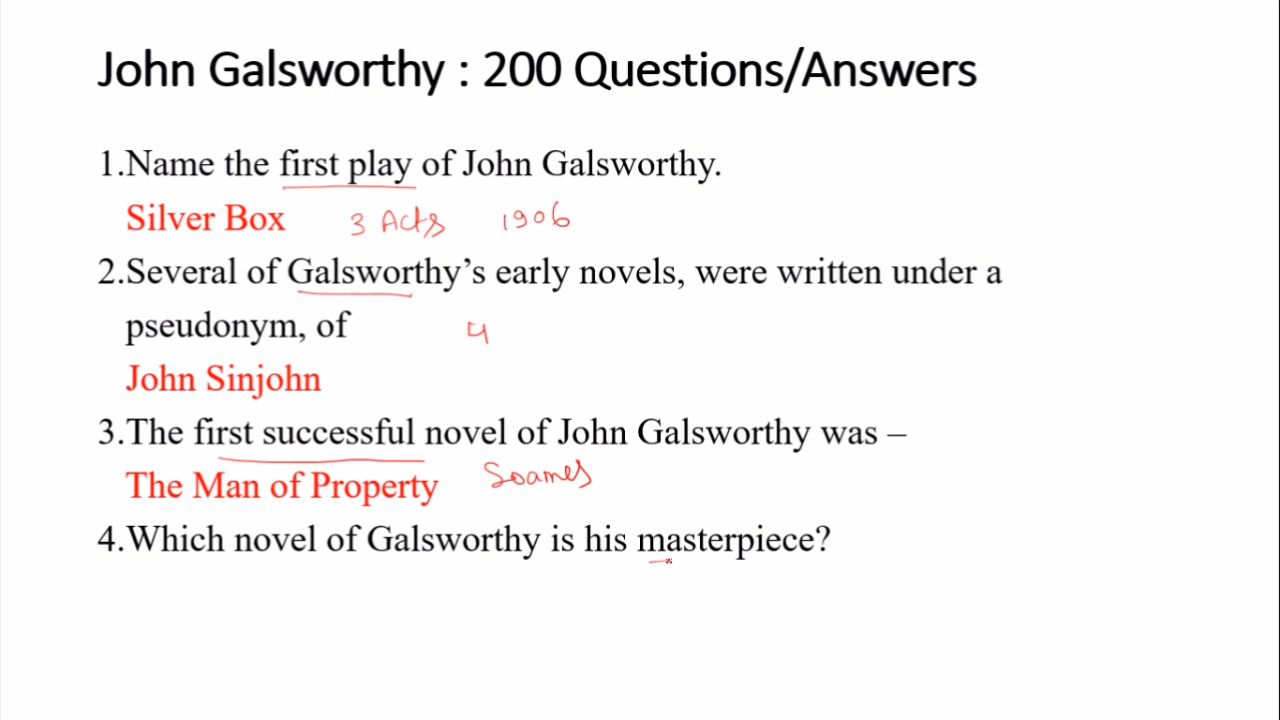 John Galsworthy : 200 Questions/Answers
1.Name the first play of John Galsworthy.
Silver Box 3 Acts 1906
2.Several of Galsworthy’s early novels, were written under a
pseudonym, of 4
John Sinjohn
3.The first successful novel of John Galsworthy was –
The Man of Property Soames
4.Which novel of Galsworthy is his masterpiece?